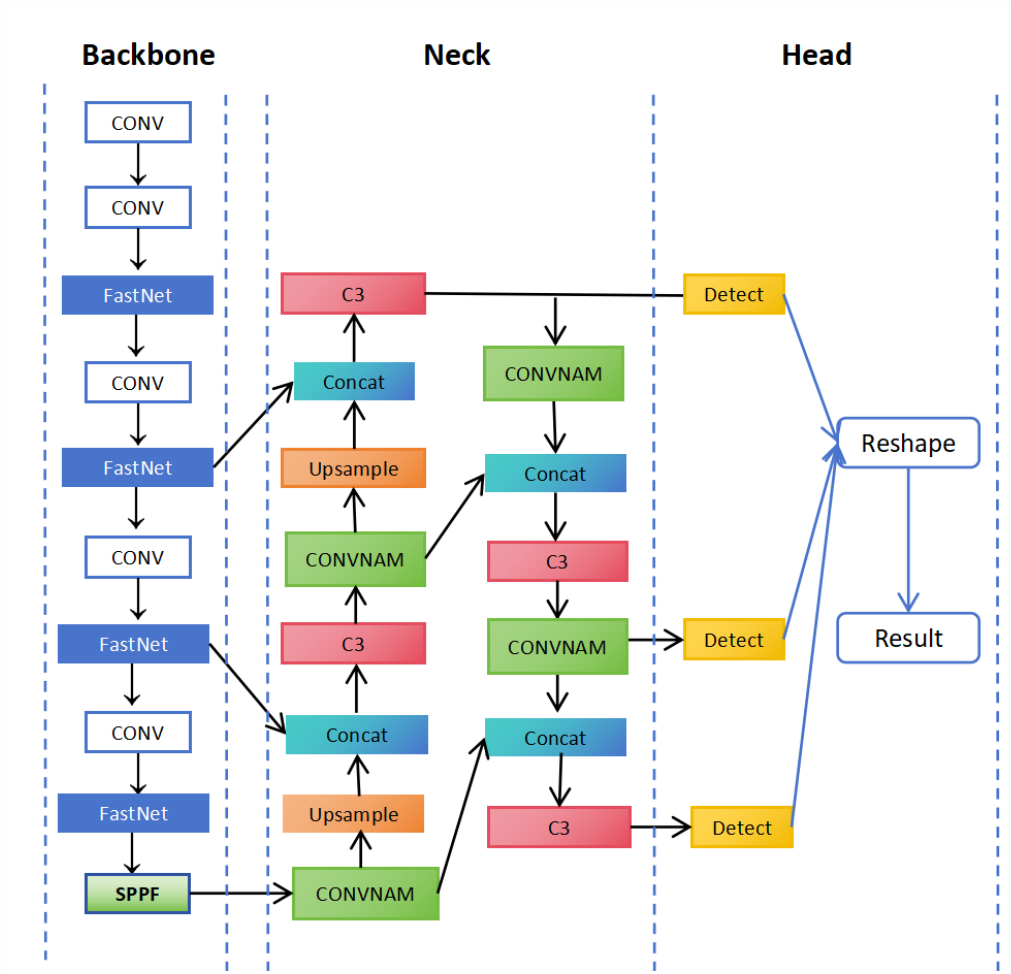 Backbone
Neck
Head
CONV
CONV
FastNet
CONV
FastNet
CONV
FastNet
CONV
FastNet
SPPF
C3
Concat
Upsample
CONVNAM
C3
Concat
Upsample
CONVNAM
CONVNAM
Concat
C3
CONVNAM
Concat
C3
Detect
Detect
Detect
Reshape
Result